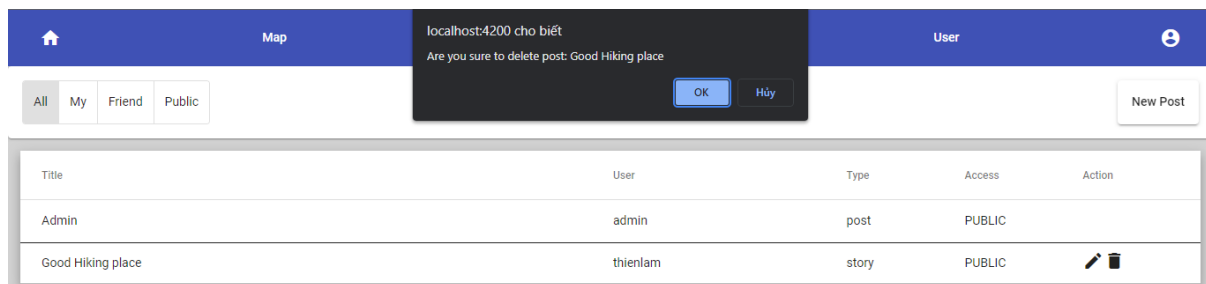 Map
User
localhost:4200 cho biết
Are you sure to delete post: Good Hiking place
OK
Hủy
All My Friend Public
New Post
Title User Type Access Action
Admin admin post PUBLIC
Good Hiking place thienlam story PUBLIC